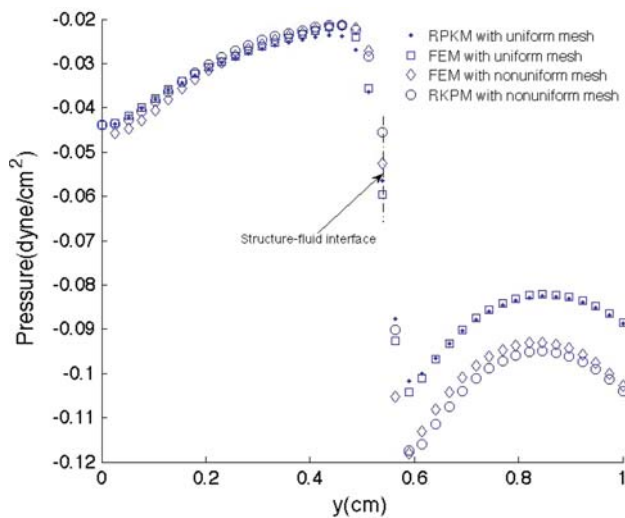 -0.02
-0.03
-0.04
-0.05
-0.06
-0.07
-0.08
-0.09
-0.1
-0.11
-0.12
Pressure(dyne/cm²)
RPKM with uniform mesh
FEM with uniform mesh
FEM with nonuniform mesh
RKPM with nonuniform mesh
Structure-fluid interface
0
0.2
0.4
0.6
0.8
1
y(cm)